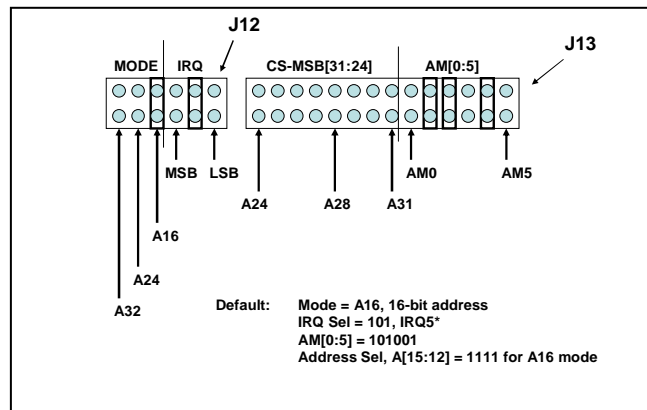 J12
J13
MODE IRQ CS-MSB[31:24] AM[0:5]
MSB LSB A24 A28 A31 AM0 AM5
A16
A24
A32
Default: Mode = A16, 16-bit address
IRQ Sel = 101, IRQ5*
AM[0:5] = 101001
Address Sel, A[15:12] = 1111 for A16 mode